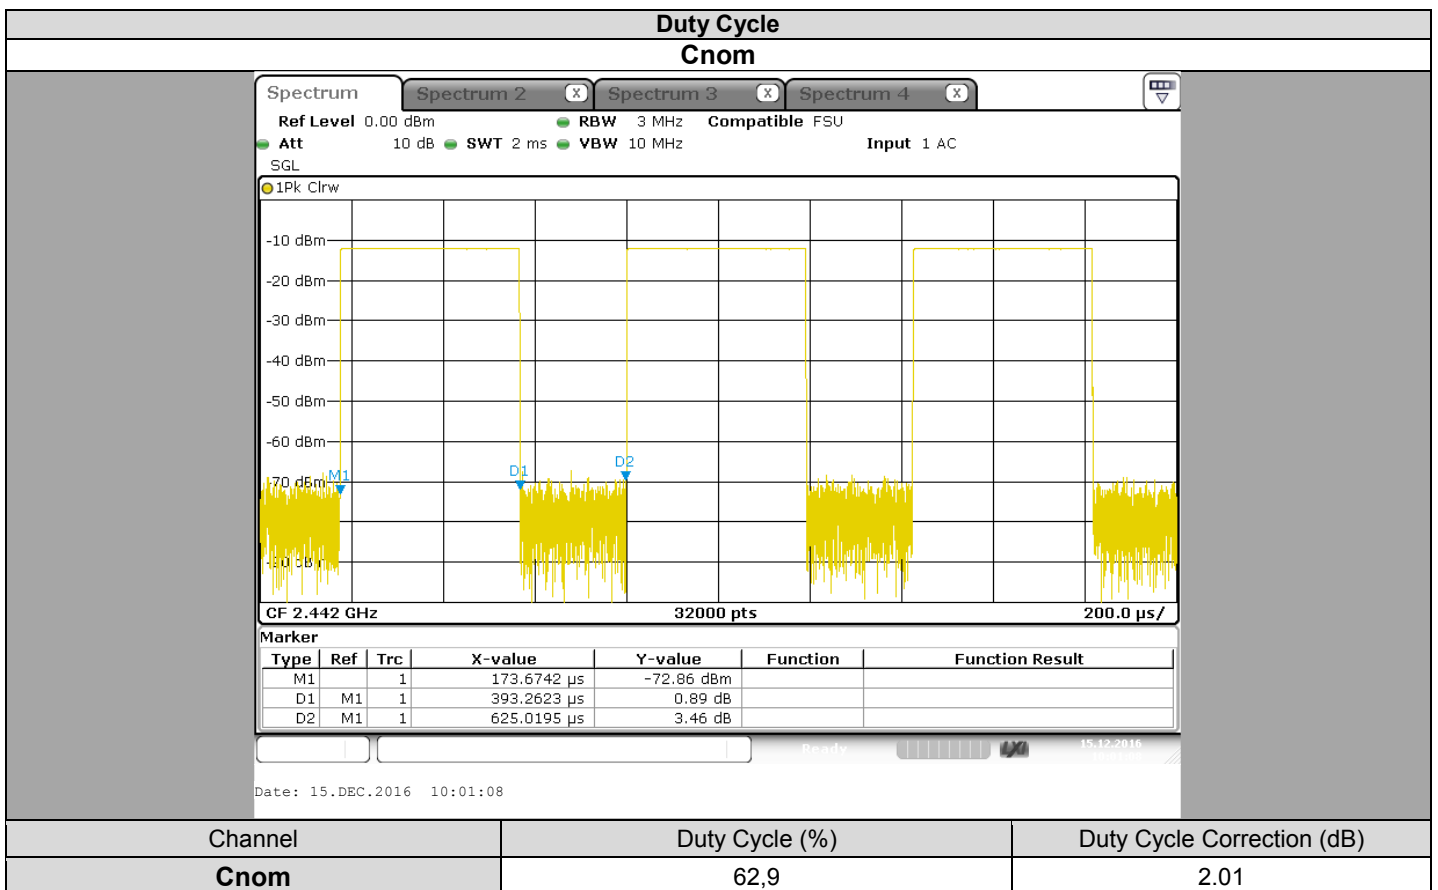 Duty Cycle
Cnom
Spectrum Spectrum 2 X Spectrum 3 X Spectrum 4 X
Ref Level 0.00 dBm RBW 3 MHz Compatible FSU
Att 10 dB SWT 2 ms VBW 10 MHz Input 1 AC
SGL
1Pk Clrw
-10 dBm
-20 dBm
-30 dBm
-40 dBm
-50 dBm
-60 dBm
D2
M1 D1
-70 dBm
CF 2.442 GHz 32000 pts 200.0 µs/
Marker
Type Ref Trc X-value Y-value Function Function Result
M1 1 173.6742 µs -72.86 dBm
D1 M1 1 393.2623 µs 0.89 dB
D2 M1 1 625.0195 µs 3.46 dB
Ready LXI 15.12.2016
Date: 15.DEC.2016 10:01:08
Channel Duty Cycle (%) Duty Cycle Correction (dB)
Cnom 62,9 2.01